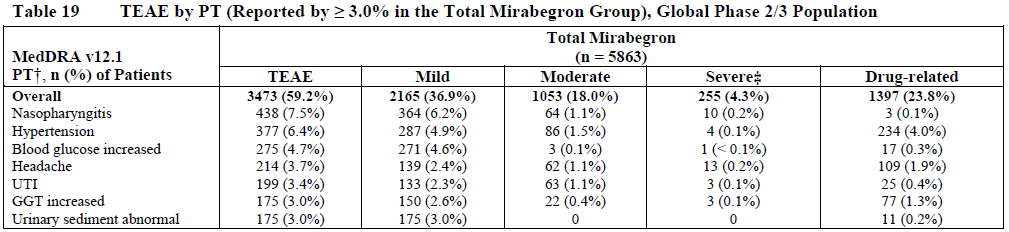 Table 19 TEAE by PT (Reported by ≥ 3.0% in the Total Mirabegron Group), Global Phase 2/3 Population
Total Mirabegron
(n = 5863)
MedDRA v12.1
PT†, n (%) of Patients TEAE Mild Moderate Severe‡ Drug-related
Overall 3473 (59.2%) 2165 (36.9%) 1053 (18.0%) 255 (4.3%) 1397 (23.8%)
Nasopharyngitis 438 (7.5%) 364 (6.2%) 64 (1.1%) 10 (0.2%) 3 (0.1%)
Hypertension 377 (6.4%) 287 (4.9%) 86 (1.5%) 4 (0.1%) 234 (4.0%)
Blood glucose increased 275 (4.7%) 271 (4.6%) 3 (0.1%) 1 (< 0.1%) 17 (0.3%)
Headache 214 (3.7%) 139 (2.4%) 62 (1.1%) 13 (0.2%) 109 (1.9%)
UTI 199 (3.4%) 133 (2.3%) 63 (1.1%) 3 (0.1%) 25 (0.4%)
GGT increased 175 (3.0%) 150 (2.6%) 22 (0.4%) 3 (0.1%) 77 (1.3%)
Urinary sediment abnormal 175 (3.0%) 175 (3.0%) 0 0 11 (0.2%)